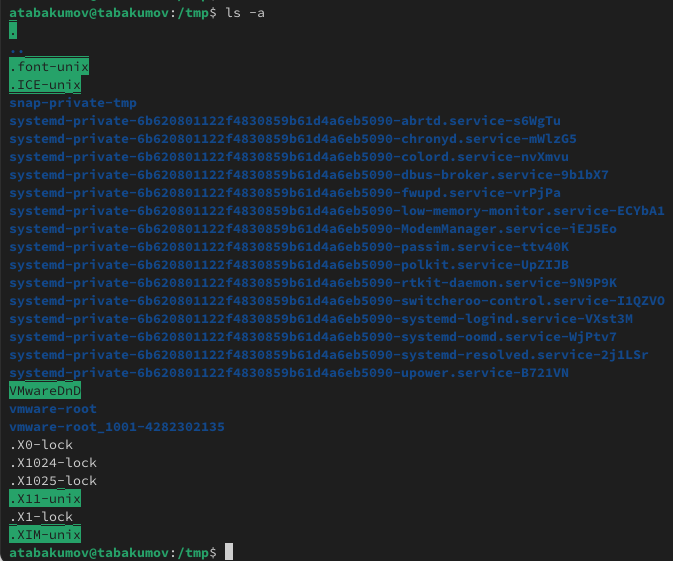 atabakumov@tabakumov:/tmp$ ls -a
.
..
.font-unix
.ICE-unix
snap-private-tmp
systemd-private-6b620801122f4830859b61d4a6eb5090-abrtd.service-s6WgTu
systemd-private-6b620801122f4830859b61d4a6eb5090-chronyd.service-mWlzG5
systemd-private-6b620801122f4830859b61d4a6eb5090-colord.service-nvXmvu
systemd-private-6b620801122f4830859b61d4a6eb5090-dbus-broker.service-9b1bX7
systemd-private-6b620801122f4830859b61d4a6eb5090-fwupd.service-vrPjPa
systemd-private-6b620801122f4830859b61d4a6eb5090-low-memory-monitor.service-ECYbA1
systemd-private-6b620801122f4830859b61d4a6eb5090-ModemManager.service-iEJ5Eo
systemd-private-6b620801122f4830859b61d4a6eb5090-passim.service-ttv40K
systemd-private-6b620801122f4830859b61d4a6eb5090-polkit.service-UpZIJB
systemd-private-6b620801122f4830859b61d4a6eb5090-rtkit-daemon.service-9N9P9K
systemd-private-6b620801122f4830859b61d4a6eb5090-switcheroo-control.service-I1QZVO
systemd-private-6b620801122f4830859b61d4a6eb5090-systemd-logind.service-VXst3M
systemd-private-6b620801122f4830859b61d4a6eb5090-systemd-oomd.service-WjPtv7
systemd-private-6b620801122f4830859b61d4a6eb5090-systemd-resolved.service-2j1LSr
systemd-private-6b620801122f4830859b61d4a6eb5090-upower.service-B721VN
VMwareDnD
vmware-root
vmware-root_1001-4282302135
.X0-lock
.X1024-lock
.X1025-lock
.X11-unix
.X1-lock
.XIM-unix
atabakumov@tabakumov:/tmp$